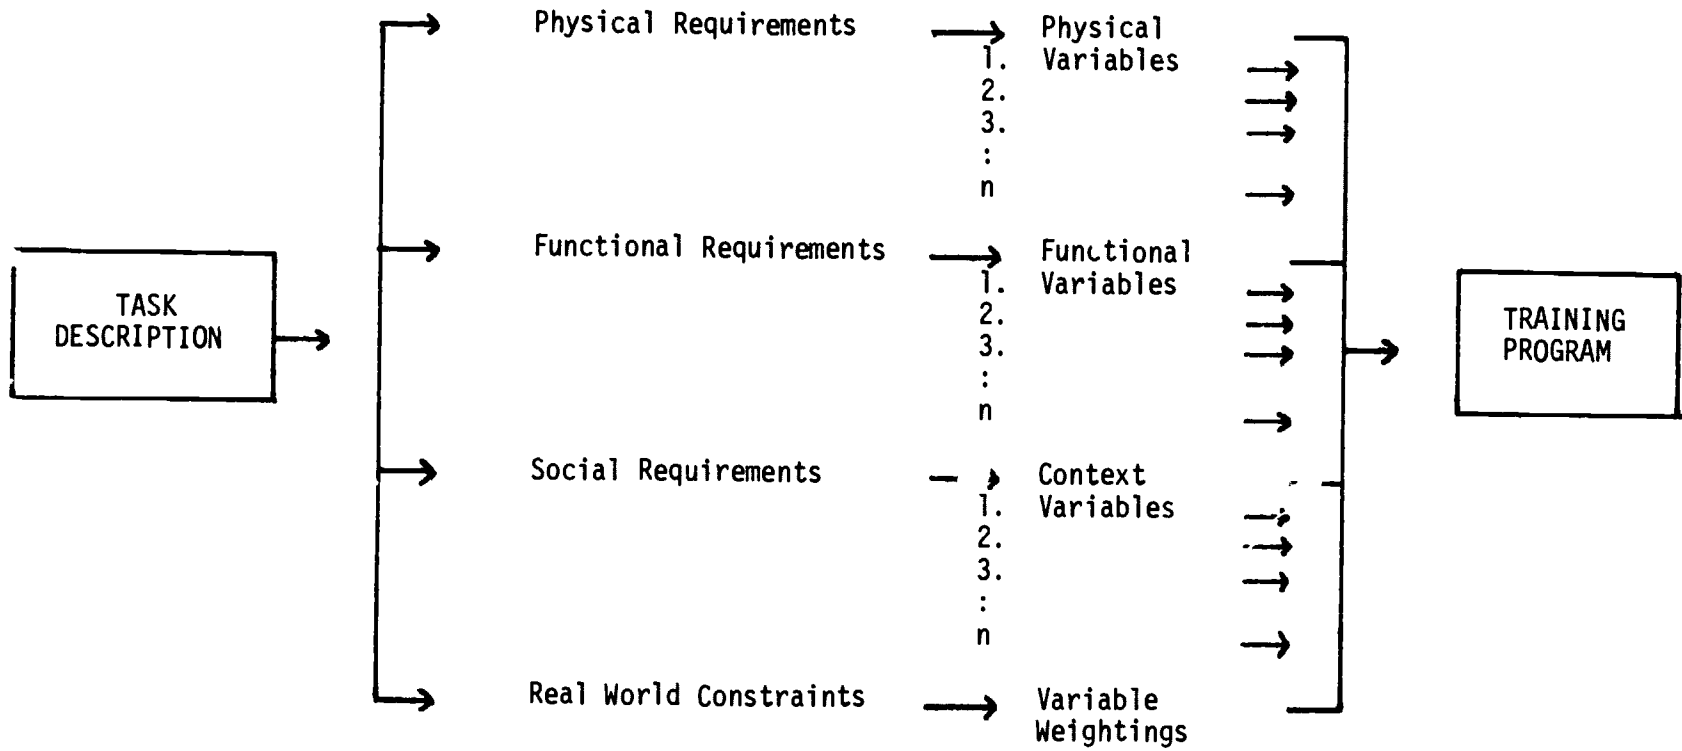 Physical Requirements
Physical
Variables
1.
2.
3.
:
n
TASK
DESCRIPTION
Functional Requirements
Functional
Variables
1.
2.
3.
:
n
TRAINING
PROGRAM
Social Requirements
Context
Variables
1.
2.
3.
:
n
Real World Constraints
Variable
Weightings